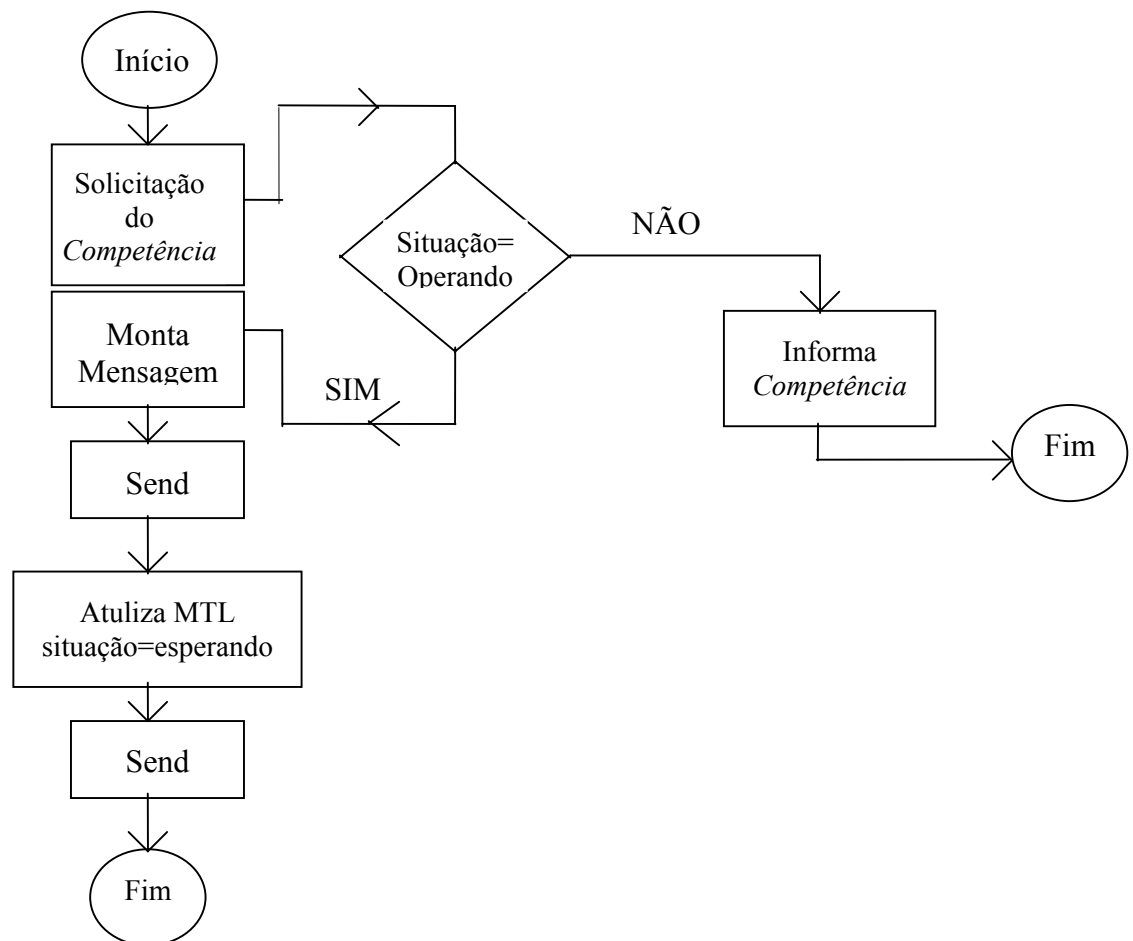 Início
Solicitação
do
Competência
Situação=
Operando
NÃO
Informa
Competência
Fim
SIM
Monta
Mensagem
Send
Atuliza MTL
situação=esperando
Send
Fim